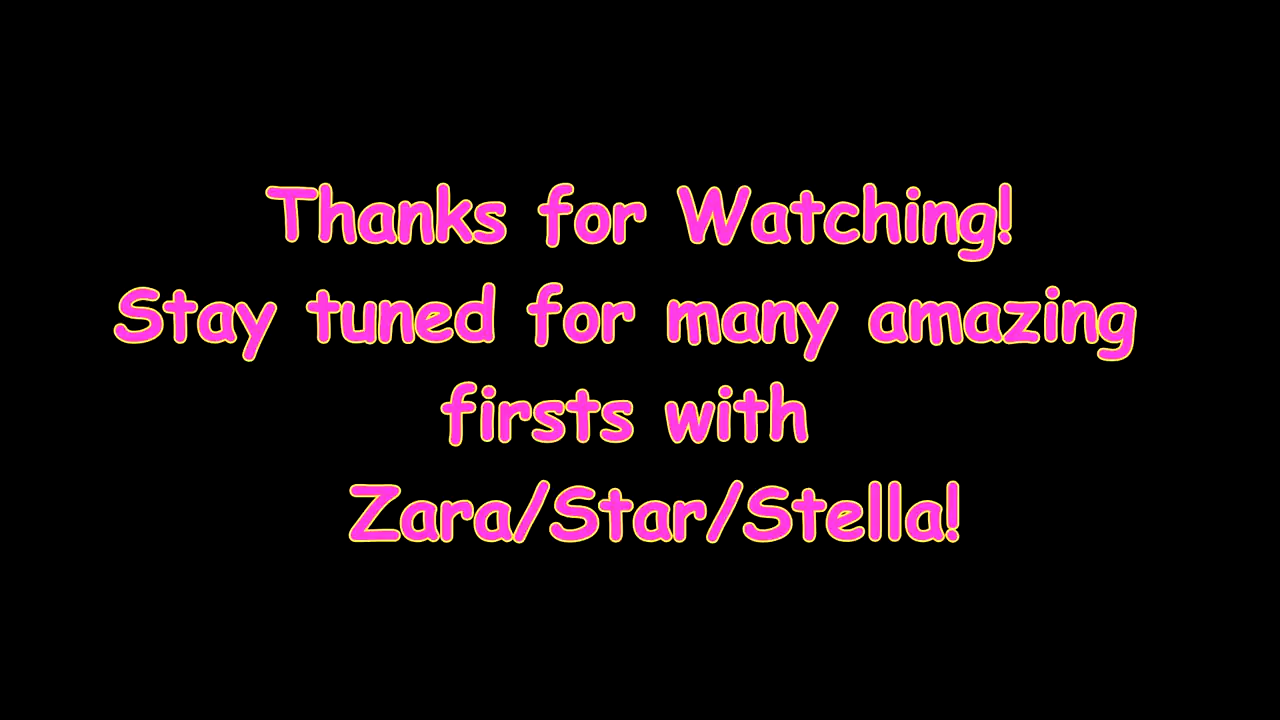 Thanks for Watching!
Stay tuned for many amazing
firsts with
Zara/Star/Stella!